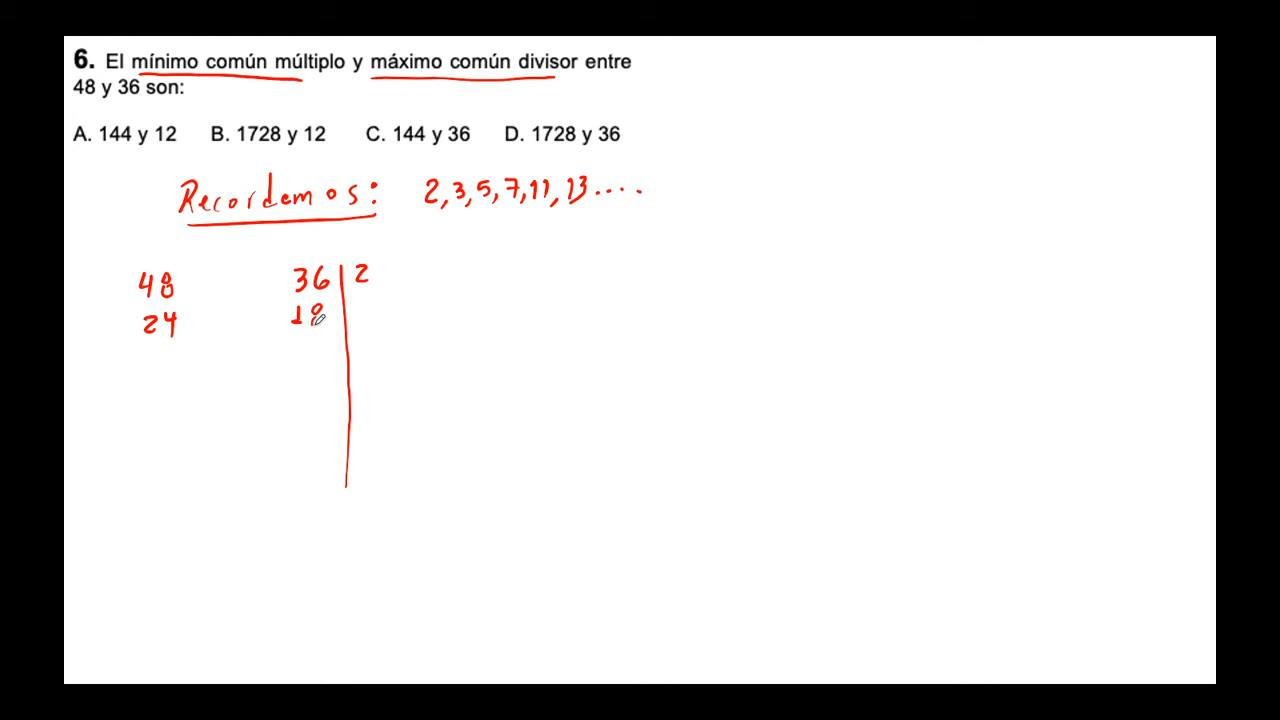 6. El mínimo común múltiplo y máximo común divisor entre
48 y 36 son:
A. 144 y 12 B. 1728 y 12 C. 144 y 36 D. 1728 y 36
Recordemos: 2, 3, 5, 7, 11, 13....
48 36 2
24 18